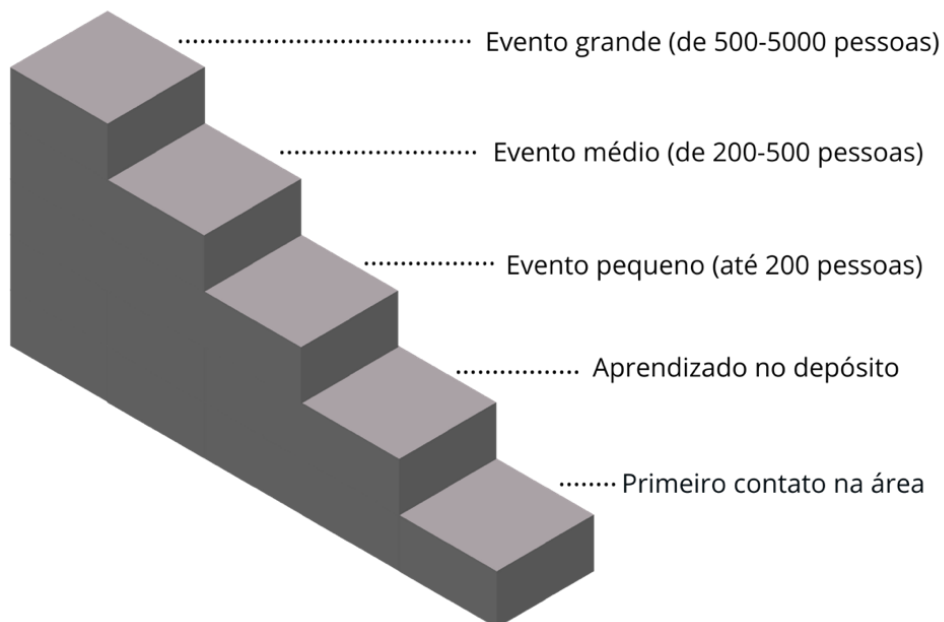 Evento grande (de 500-5000 pessoas)
Evento médio (de 200-500 pessoas)
Evento pequeno (até 200 pessoas)
Aprendizado no depósito
Primeiro contato na área